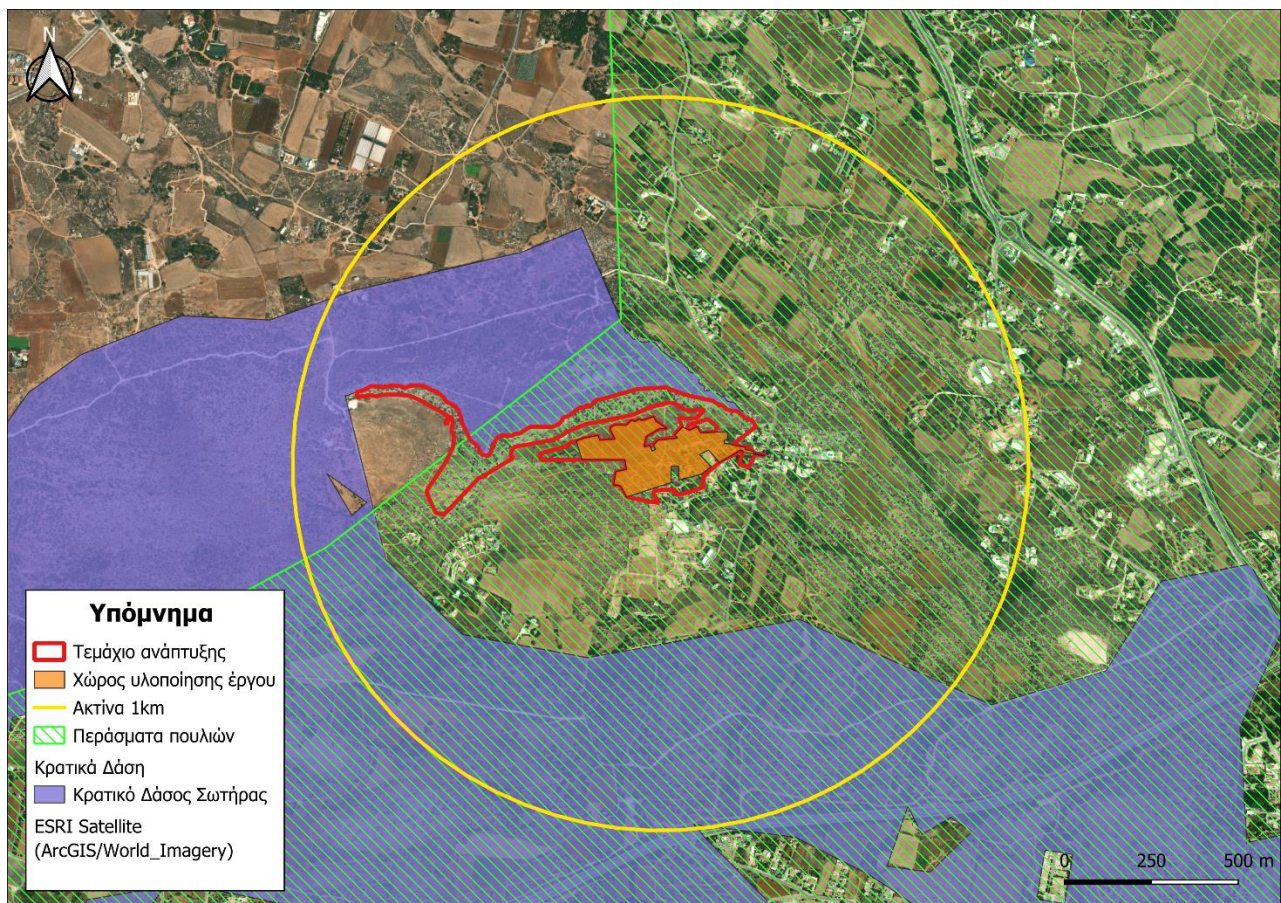 N
Υπόμνημα
Τεμάχιο ανάπτυξης
Χώρος υλοποίησης έργου
Ακτίνα 1km
Περάσματα πουλιών
Κρατικά Δάση
Κρατικό Δάσος Σωτήρας
ESRI Satellite
(ArcGIS/World_Imagery)
0 250 500 m